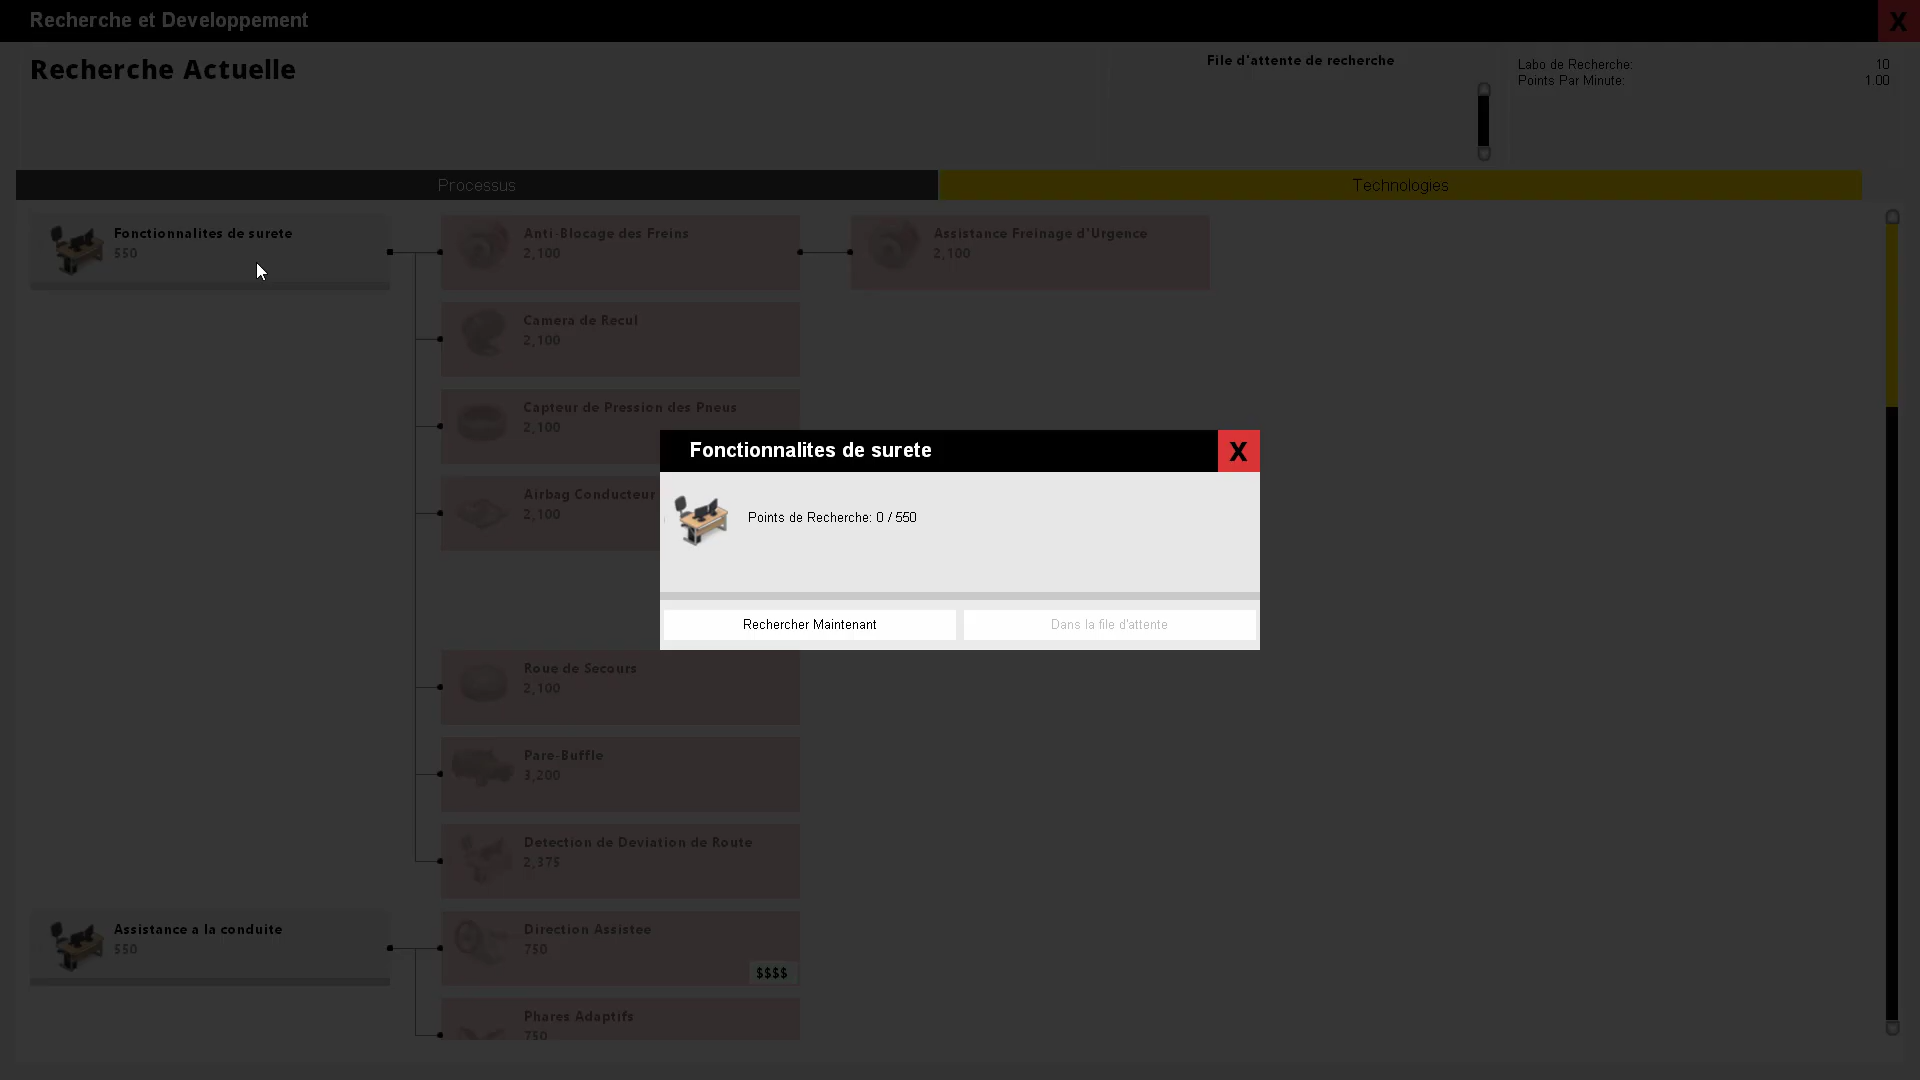 Recherche et Developpement
X
Recherche Actuelle
File d'attente de recherche
Labo de Recherche: 10
Points Par Minute: 1.00
Processus
Technologies
Fonctionnalites de surete
550
Anti-Blocage des Freins
2,100
Assistance Freinage d'Urgence
2,100
Camera de Recul
2,100
Capteur de Pression des Pneus
2,100
Airbag Conducteur
2,100
Fonctionnalites de surete
X
Points de Recherche: 0 / 550
Rechercher Maintenant
Dans la file d'attente
Roue de Secours
2,100
Pare-Buffle
3,200
Detection de Deviation de Route
2,375
Assistance a la conduite
550
Direction Assistee
750
$$$$
Phares Adaptifs
750